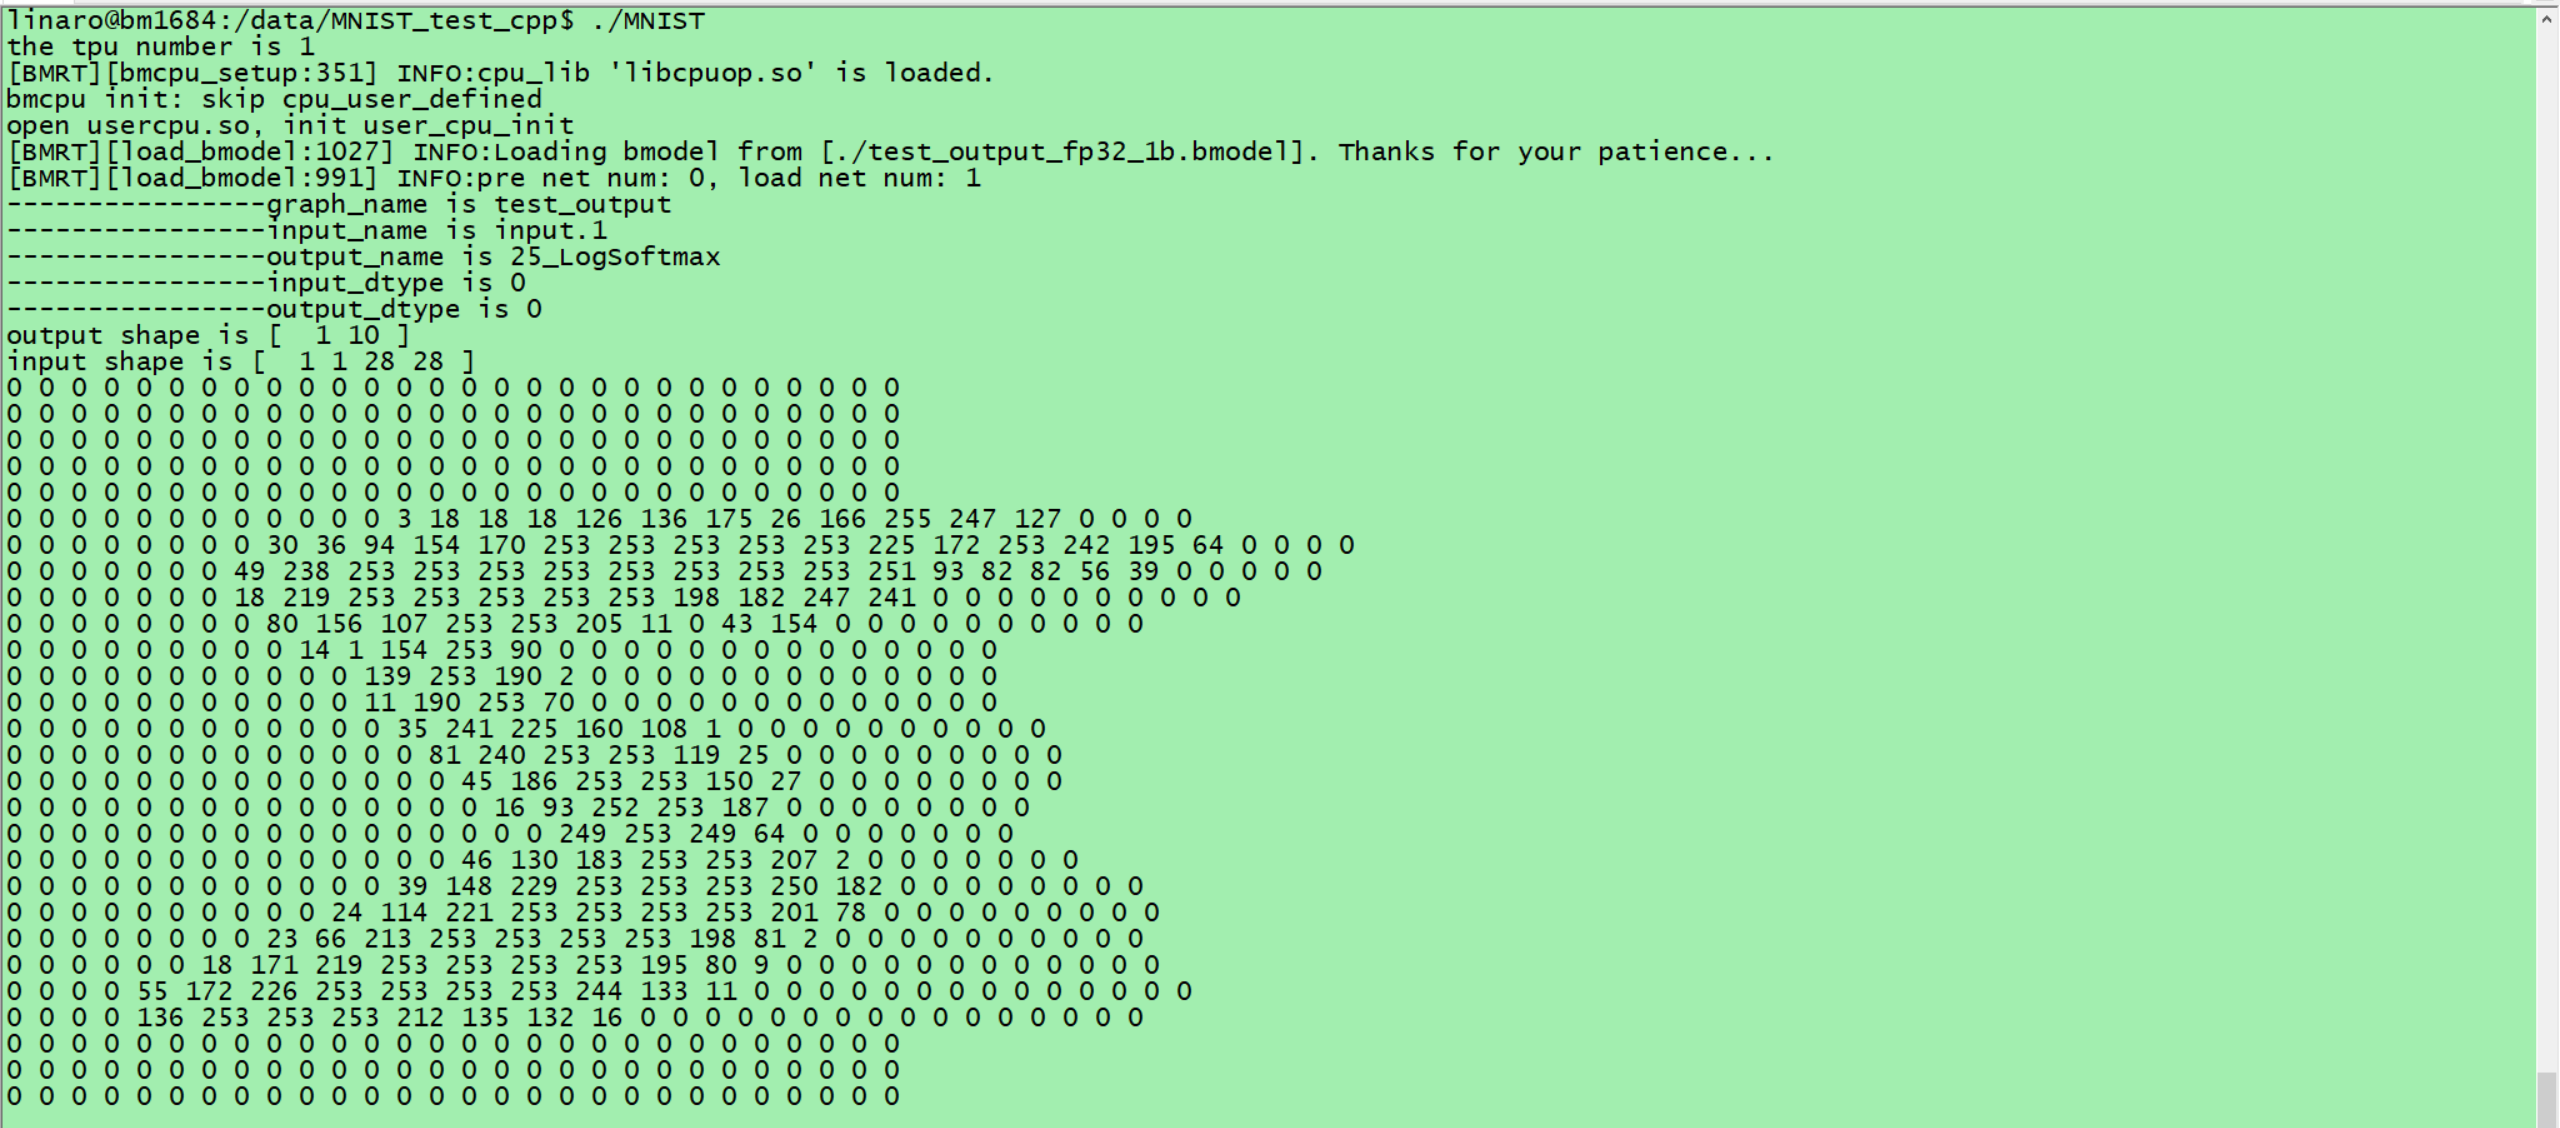 linaro@bm1684:/data/MNIST_test_cpp$ ./MNIST
the tpu number is 1
[BMRT][bmcpu_setup:351] INFO:cpu_lib 'libcpuop.so' is loaded.
bmcpu init: skip cpu_user_defined
open usercpu.so, init user_cpu_init
[BMRT][load_bmodel:1027] INFO:Loading bmodel from [./test_output_fp32_1b.bmodel]. Thanks for your patience...
[BMRT][load_bmodel:991] INFO:pre net num: 0, load net num: 1
----------------graph_name is test_output
----------------input_name is input.1
----------------output_name is 25_LogSoftmax
----------------input_dtype is 0
----------------output_dtype is 0
output shape is [  1 10 ]
input shape is [  1 1 28 28 ]
0 0 0 0 0 0 0 0 0 0 0 0 0 0 0 0 0 0 0 0 0 0 0 0 0 0 0 0
0 0 0 0 0 0 0 0 0 0 0 0 0 0 0 0 0 0 0 0 0 0 0 0 0 0 0 0
0 0 0 0 0 0 0 0 0 0 0 0 0 0 0 0 0 0 0 0 0 0 0 0 0 0 0 0
0 0 0 0 0 0 0 0 0 0 0 0 0 0 0 0 0 0 0 0 0 0 0 0 0 0 0 0
0 0 0 0 0 0 0 0 0 0 0 0 0 0 0 0 0 0 0 0 0 0 0 0 0 0 0 0
0 0 0 0 0 0 0 0 0 0 0 0 3 18 18 18 126 136 175 26 166 255 247 127 0 0 0 0
0 0 0 0 0 0 0 0 30 36 94 154 170 253 253 253 253 253 225 172 253 242 195 64 0 0 0 0
0 0 0 0 0 0 0 49 238 253 253 253 253 253 253 253 253 251 93 82 82 56 39 0 0 0 0 0
0 0 0 0 0 0 0 18 219 253 253 253 253 253 198 182 247 241 0 0 0 0 0 0 0 0 0 0
0 0 0 0 0 0 0 0 80 156 107 253 253 205 11 0 43 154 0 0 0 0 0 0 0 0 0 0
0 0 0 0 0 0 0 0 0 14 1 154 253 90 0 0 0 0 0 0 0 0 0 0 0 0 0 0
0 0 0 0 0 0 0 0 0 0 0 139 253 190 2 0 0 0 0 0 0 0 0 0 0 0 0 0
0 0 0 0 0 0 0 0 0 0 0 11 190 253 70 0 0 0 0 0 0 0 0 0 0 0 0 0
0 0 0 0 0 0 0 0 0 0 0 0 35 241 225 160 108 1 0 0 0 0 0 0 0 0 0 0
0 0 0 0 0 0 0 0 0 0 0 0 0 81 240 253 253 119 25 0 0 0 0 0 0 0 0 0
0 0 0 0 0 0 0 0 0 0 0 0 0 0 45 186 253 253 150 27 0 0 0 0 0 0 0 0
0 0 0 0 0 0 0 0 0 0 0 0 0 0 0 16 93 252 253 187 0 0 0 0 0 0 0 0
0 0 0 0 0 0 0 0 0 0 0 0 0 0 0 0 0 249 253 249 64 0 0 0 0 0 0 0
0 0 0 0 0 0 0 0 0 0 0 0 0 0 46 130 183 253 253 207 2 0 0 0 0 0 0 0
0 0 0 0 0 0 0 0 0 0 0 0 39 148 229 253 253 253 250 182 0 0 0 0 0 0 0 0
0 0 0 0 0 0 0 0 0 0 24 114 221 253 253 253 253 201 78 0 0 0 0 0 0 0 0 0
0 0 0 0 0 0 0 0 23 66 213 253 253 253 253 198 81 2 0 0 0 0 0 0 0 0 0 0
0 0 0 0 0 0 18 171 219 253 253 253 253 195 80 9 0 0 0 0 0 0 0 0 0 0 0 0
0 0 0 0 55 172 226 253 253 253 253 244 133 11 0 0 0 0 0 0 0 0 0 0 0 0 0 0
0 0 0 0 136 253 253 253 212 135 132 16 0 0 0 0 0 0 0 0 0 0 0 0 0 0 0 0
0 0 0 0 0 0 0 0 0 0 0 0 0 0 0 0 0 0 0 0 0 0 0 0 0 0 0 0
0 0 0 0 0 0 0 0 0 0 0 0 0 0 0 0 0 0 0 0 0 0 0 0 0 0 0 0
0 0 0 0 0 0 0 0 0 0 0 0 0 0 0 0 0 0 0 0 0 0 0 0 0 0 0 0